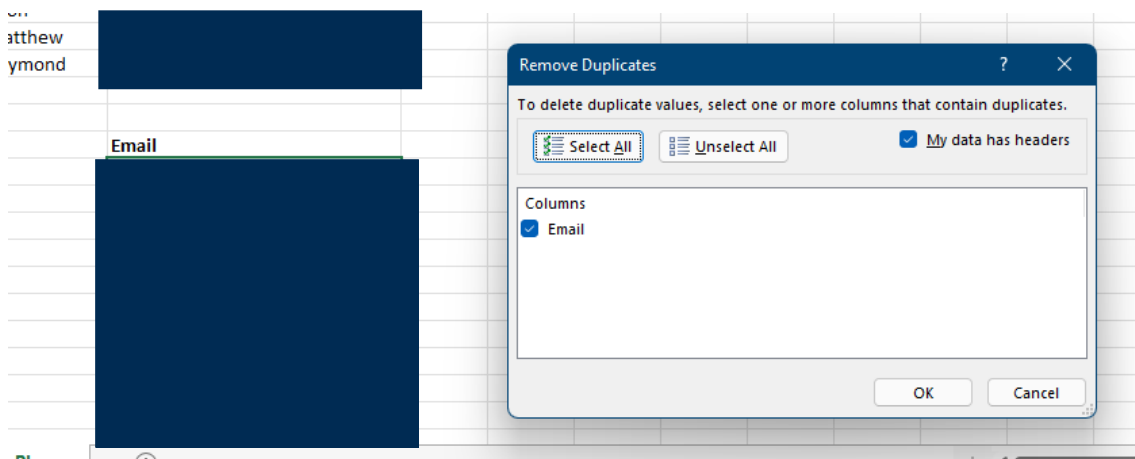 atthew
ymond
Email
Remove Duplicates
To delete duplicate values, select one or more columns that contain duplicates.
Select All
Unselect All
My data has headers
Columns
Email
OK
Cancel